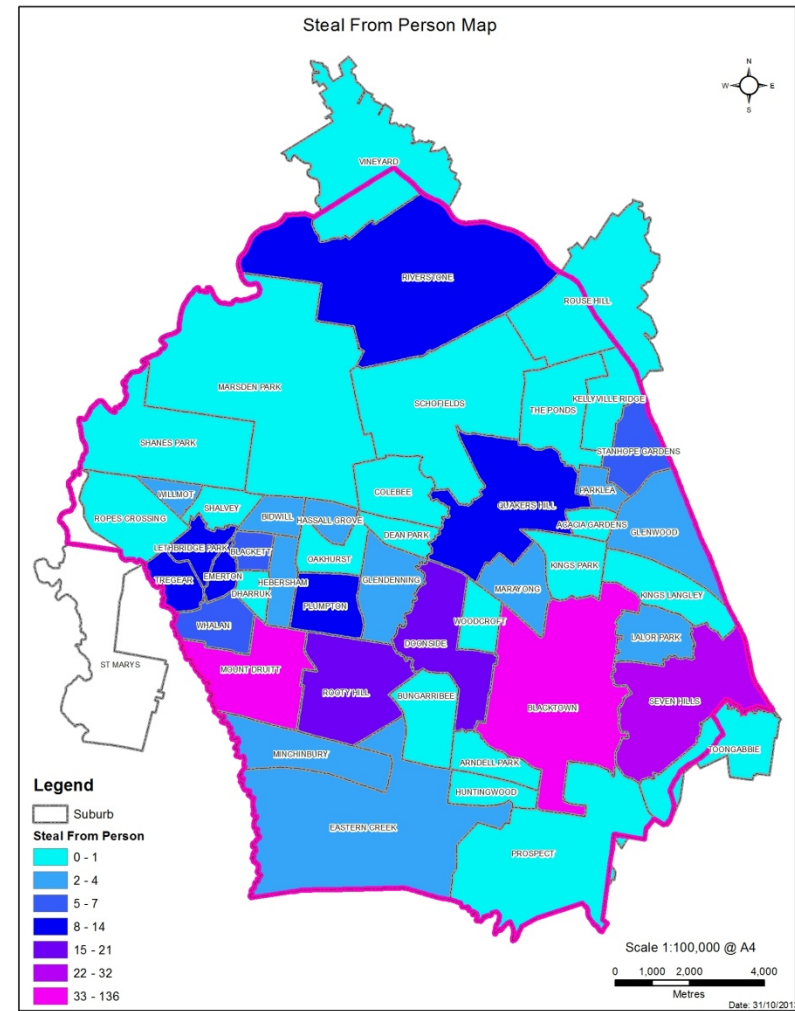 Steal From Person Map
N
W
E
S
VINEYARD
RIVERSTONE
ROUSE HILL
MARSDEN PARK
SCHOFIELDS
THE PONDS
KELLYVILLE RIDGE
SHANES PARK
STANHOPE GARDENS
COLEBEE
QUAKERS HILL
PARKLEA
WILLMOT
ROPES CROSSING
SHALVEY
BIDWILL
HASSALL GROVE
ACACIA GARDENS
GLENWOOD
DEAN PARK
LETHBRIDGE PARK
BLACKETT
OAKHURST
KINGS PARK
TREGEAR
EMERTON
HEBERSHAM
GLENDENNING
MARAYONG
DHARRUK
PLUMPTON
KINGS LANGLEY
WOODCROFT
WHALAN
DOONSIDE
LALOR PARK
ST MARYS
MOUNT DRUITT
ROOTY HILL
BUNGARRIBEE
BLACKTOWN
SEVEN HILLS
TOONGABBIE
MINCHINBURY
ARNDELL PARK
HUNTINGWOOD
EASTERN CREEK
PROSPECT
Legend
Suburb
Steal From Person
0 - 1
2 - 4
5 - 7
8 - 14
15 - 21
22 - 32
33 - 136
Scale 1:100,000 @ A4
0 1,000 2,000 4,000
Metres